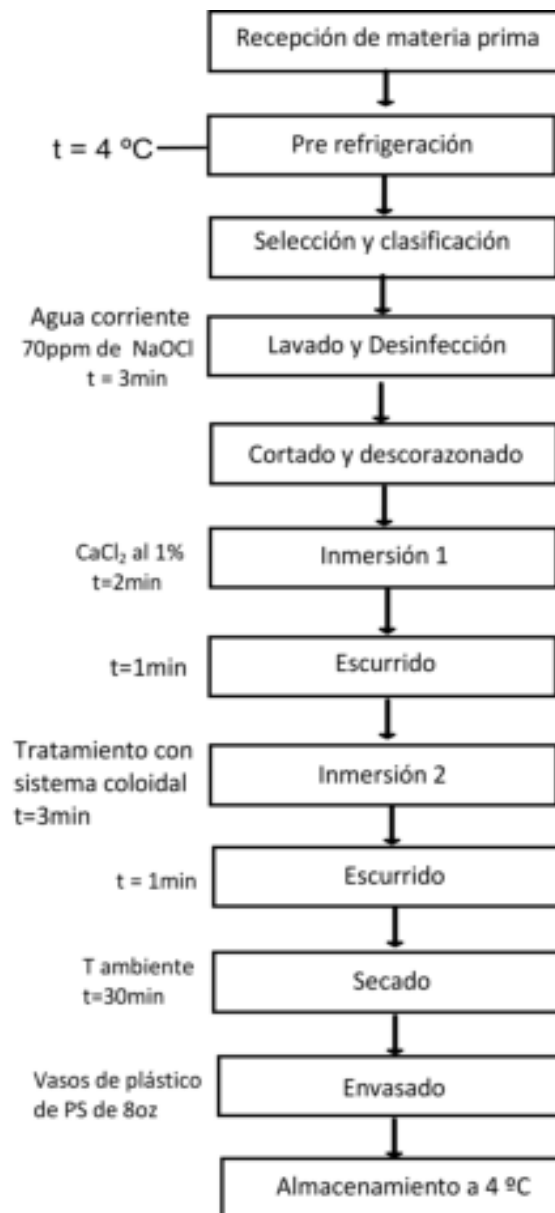 Recepción de materia prima
t = 4 ºC
Pre refrigeración
Selección y clasificación
Agua corriente
70ppm de NaOCl
t = 3min
Lavado y Desinfección
Cortado y descorazonado
CaCl₂ al 1%
t=2min
Inmersión 1
t=1min
Escurrido
Tratamiento con
sistema coloidal
t=3min
Inmersión 2
t = 1min
Escurrido
T ambiente
t=30min
Secado
Vasos de plástico
de PS de 8oz
Envasado
Almacenamiento a 4 ºC